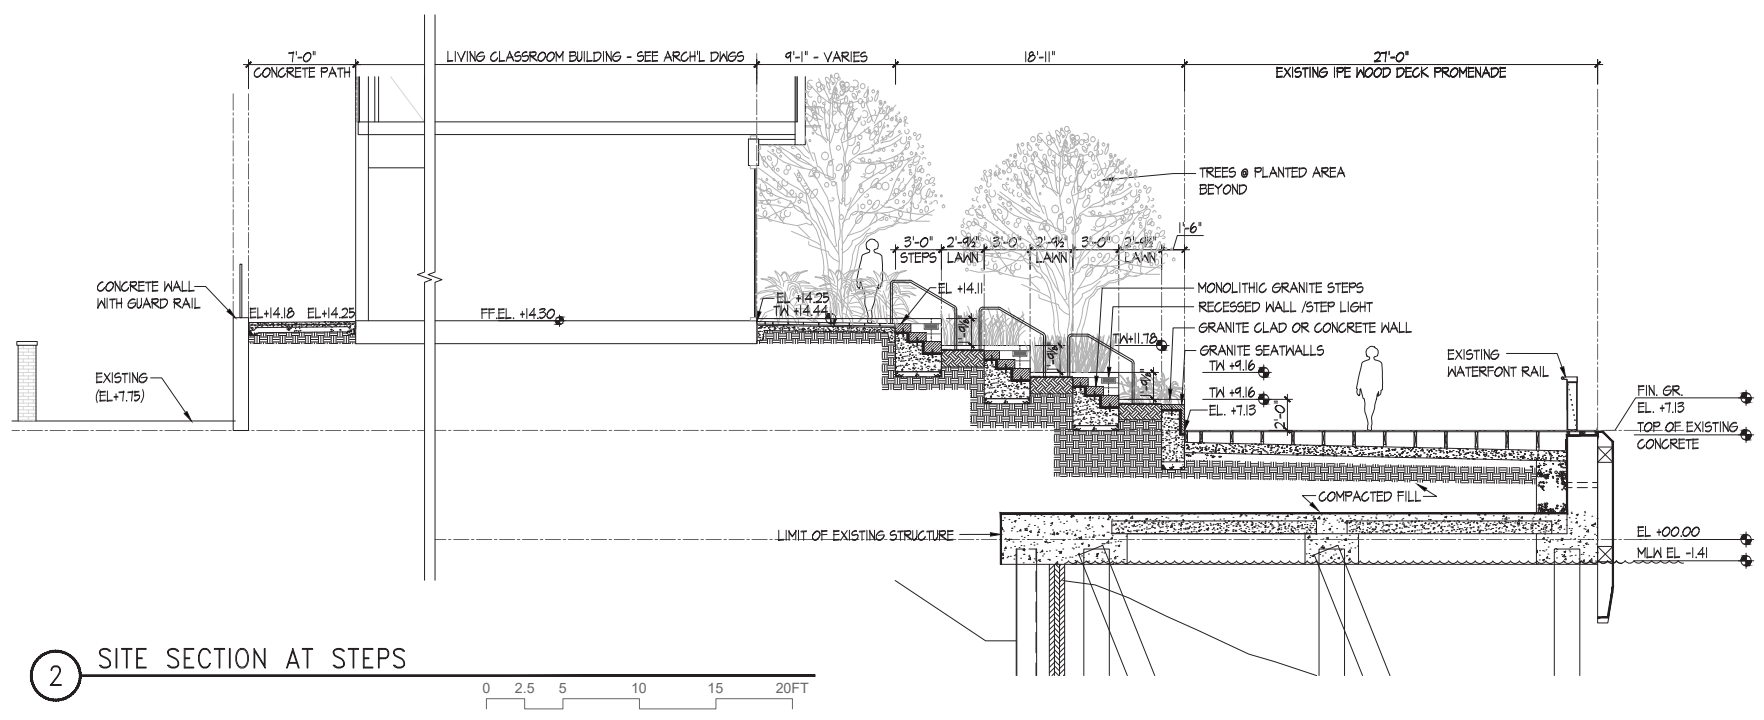 7'-0"
CONCRETE PATH
LIVING CLASSROOM BUILDING - SEE ARCH'L DWGS
9'-1" - VARIES
18'-11"
27'-0"
EXISTING IPE WOOD DECK PROMENADE
TREES @ PLANTED AREA
BEYOND
1'-6"
3'-0" 2'-9½" 3'-0" 2'-9½" 3'-0" 2'-9½"
STEPS LAWN LAWN LAWN
CONCRETE WALL
WITH GUARD RAIL
EL+14.18 EL+14.25
FF.EL. +14.30
EL +14.25
TW +14.44
EL +14.11
MONOLITHIC GRANITE STEPS
RECESSED WALL /STEP LIGHT
GRANITE CLAD OR CONCRETE WALL
TW+11.78
GRANITE SEATWALLS
TW +9.16
TW +9.16
EL. +7.13
2'-0"
EXISTING
WATERFONT RAIL
EXISTING
(EL+7.75)
FIN. GR.
EL. +7.13
TOP OF EXISTING
CONCRETE
COMPACTED FILL
LIMIT OF EXISTING STRUCTURE
EL +00.00
MLW EL -1.41
2
SITE SECTION AT STEPS
0 2.5 5 10 15 20FT